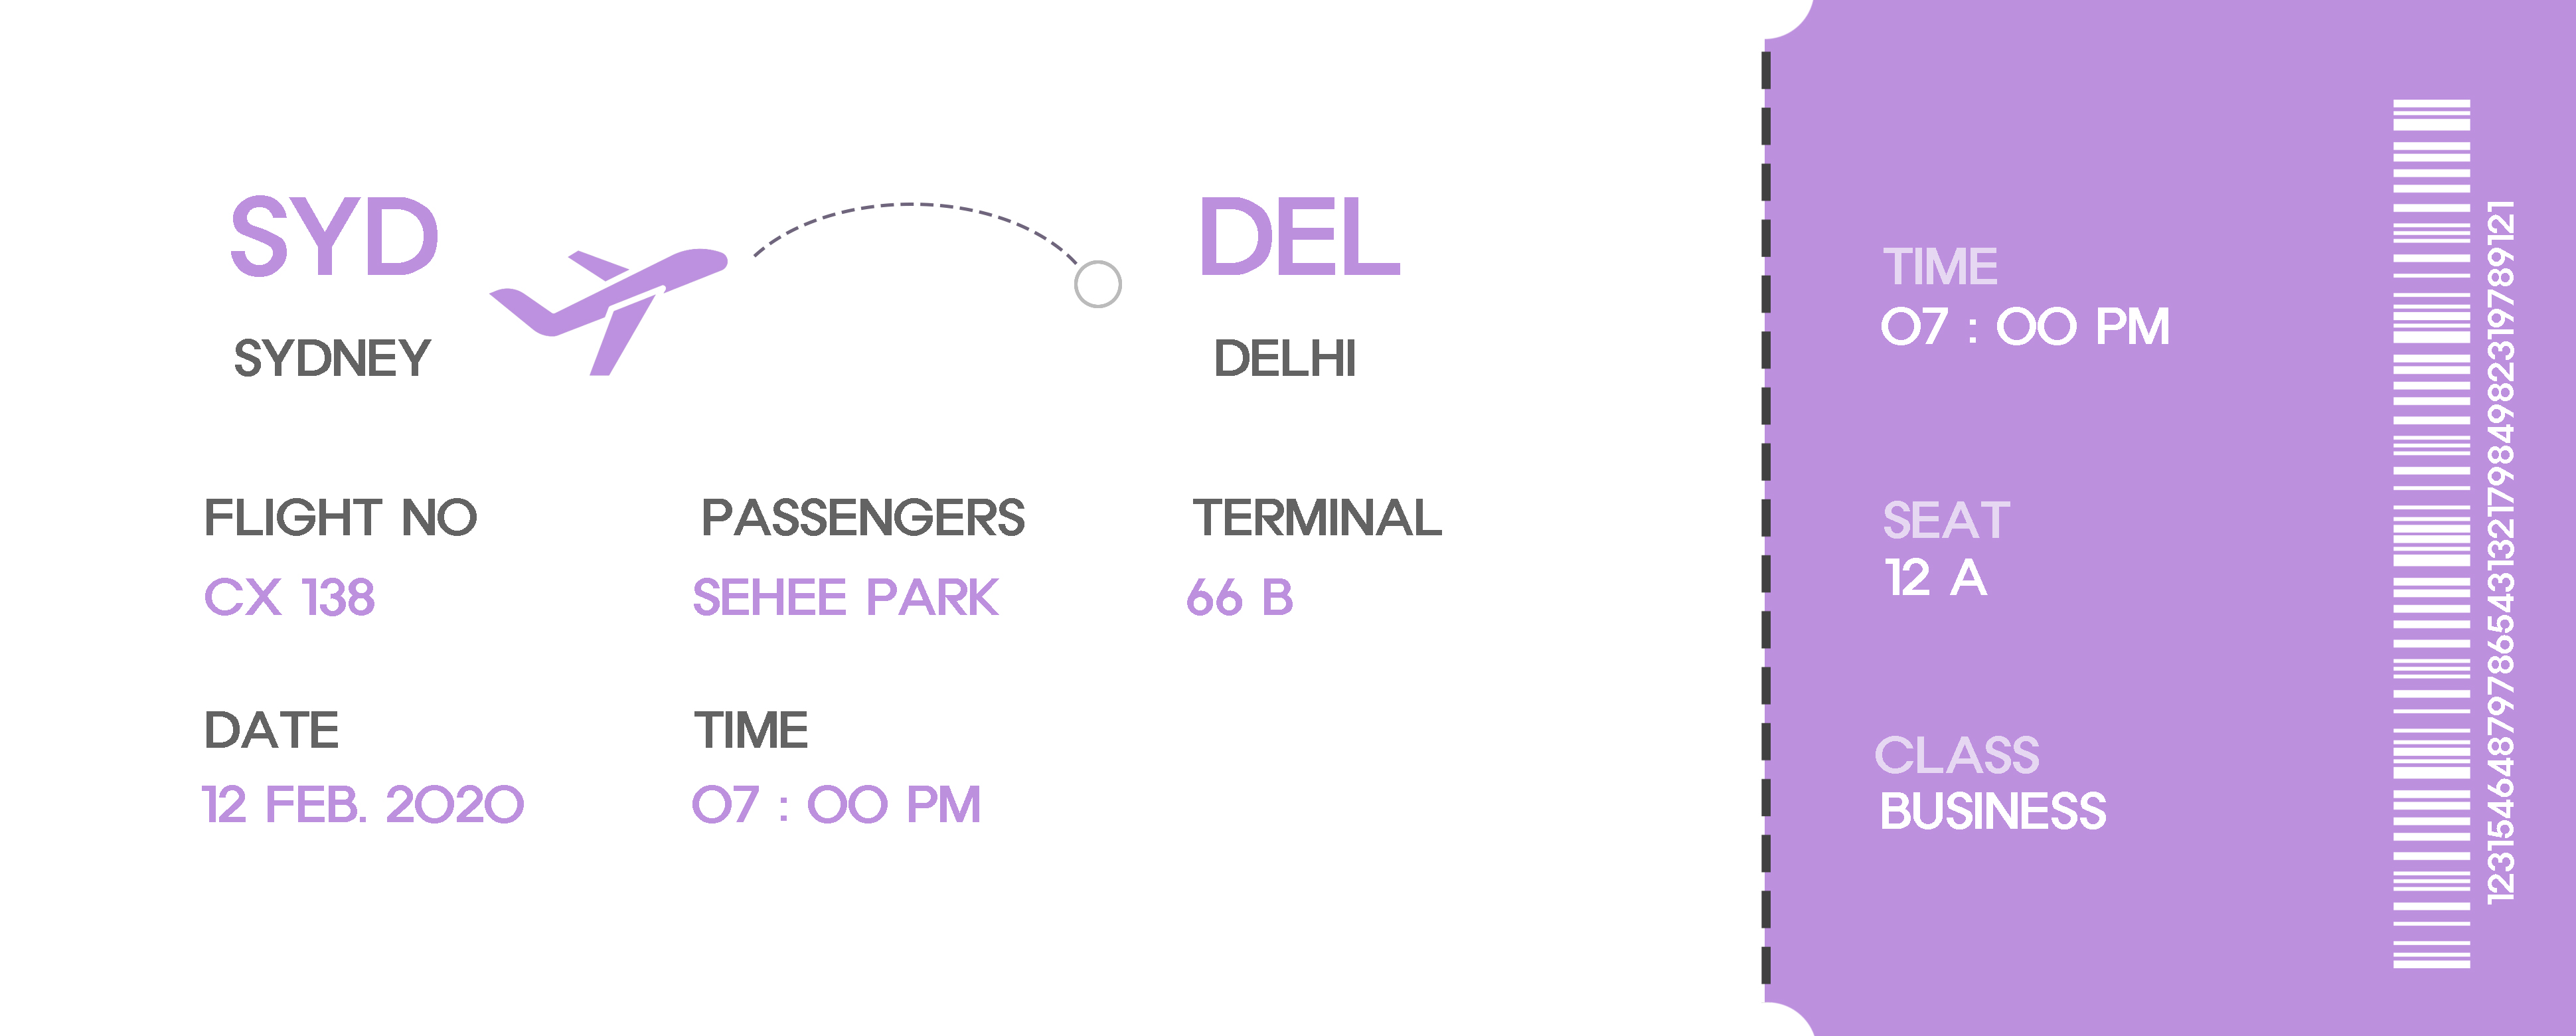 SYD
DEL
SYDNEY
DELHI
FLIGHT NO
PASSENGERS
TERMINAL
CX 138
SEHEE PARK
66 B
DATE
TIME
12 FEB. 2020
07 : 00 PM
TIME
07 : 00 PM
SEAT
12 A
CLASS
BUSINESS
1231546487978654313217984982319789121